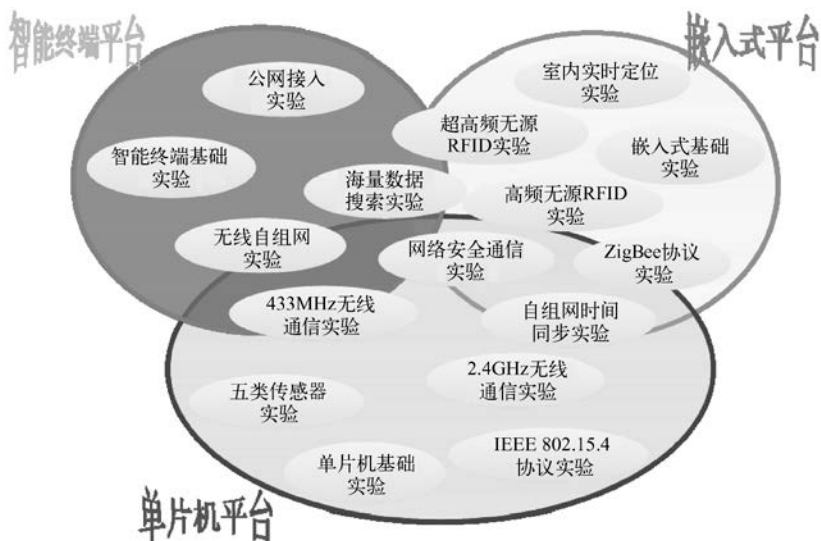 智能终端平台
嵌入式平台
公网接入
实验
室内实时定位
实验
超高频无源
RFID实验
智能终端基础
实验
嵌入式基础
实验
海量数据
搜索实验
高频无源RFID
实验
无线自组网
实验
网络安全通信
实验
ZigBee协议
实验
433MHz无线
通信实验
自组网时间
同步实验
2.4GHz无线
通信实验
五类传感器
实验
IEEE 802.15.4
协议实验
单片机基础
实验
单片机平台